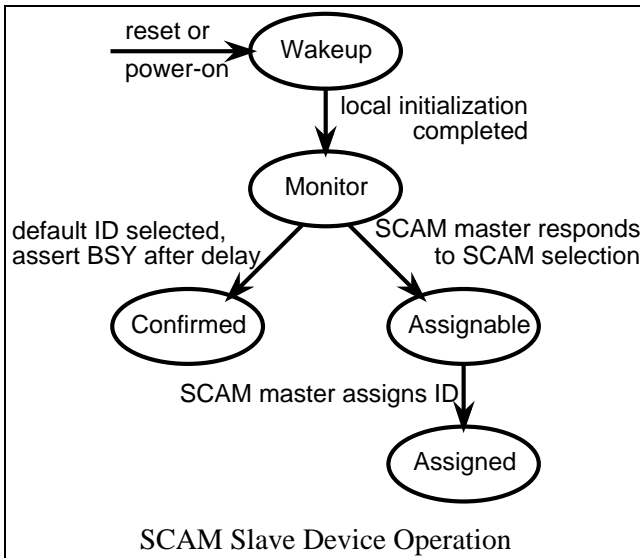 reset or
power-on
Wakeup
local initialization
completed
Monitor
default ID selected,
assert BSY after delay
SCAM master responds
to SCAM selection
Confirmed
Assignable
SCAM master assigns ID
Assigned
SCAM Slave Device Operation